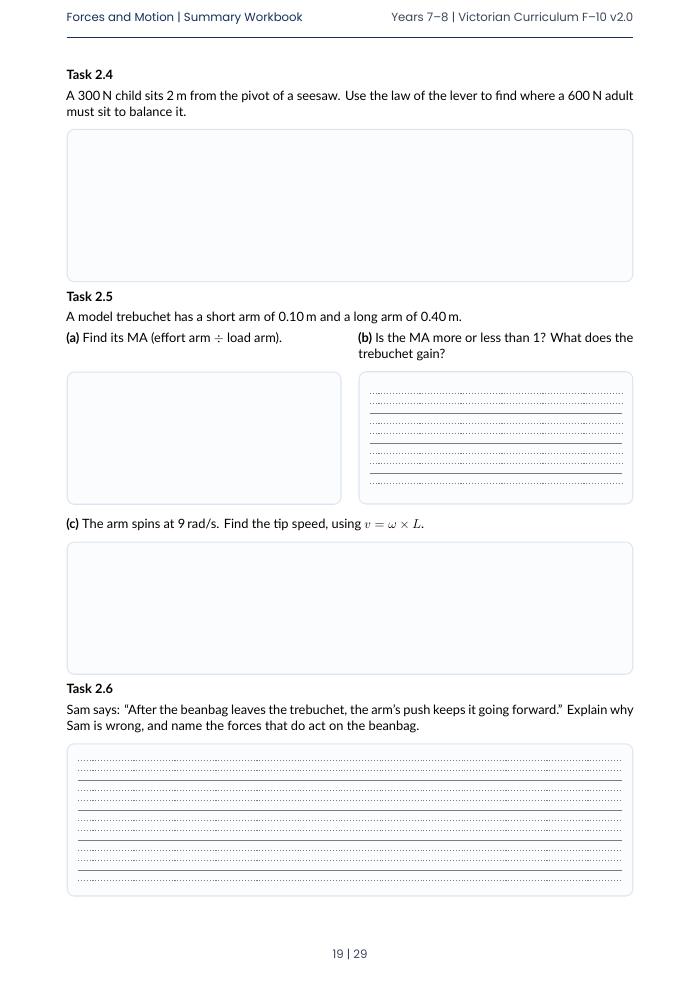 Forces and Motion | Summary Workbook
Years 7–8 | Victorian Curriculum F–10 v2.0
Task 2.4
A 300 N child sits 2 m from the pivot of a seesaw. Use the law of the lever to find where a 600 N adult
must sit to balance it.
Task 2.5
A model trebuchet has a short arm of 0.10 m and a long arm of 0.40 m.
(a) Find its MA (effort arm ÷ load arm).
(b) Is the MA more or less than 1? What does the
trebuchet gain?
(c) The arm spins at 9 rad/s. Find the tip speed, using v = ω × L.
Task 2.6
Sam says: “After the beanbag leaves the trebuchet, the arm’s push keeps it going forward.” Explain why
Sam is wrong, and name the forces that do act on the beanbag.
19 | 29